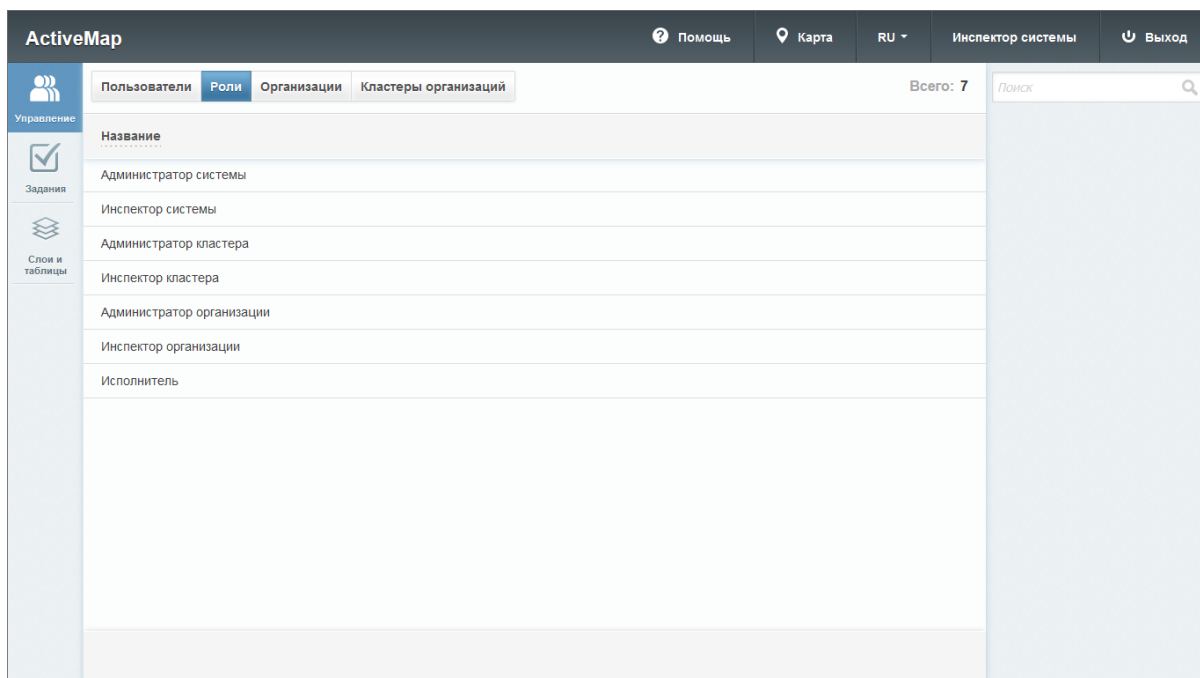 ActiveMap
Помощь
Карта
RU
Инспектор системы
Выход
Управление
Задания
Слои и
таблицы
Пользователи Роли Организации Кластеры организаций
Всего: 7
Название
Администратор системы
Инспектор системы
Администратор кластера
Инспектор кластера
Администратор организации
Инспектор организации
Исполнитель
Поиск